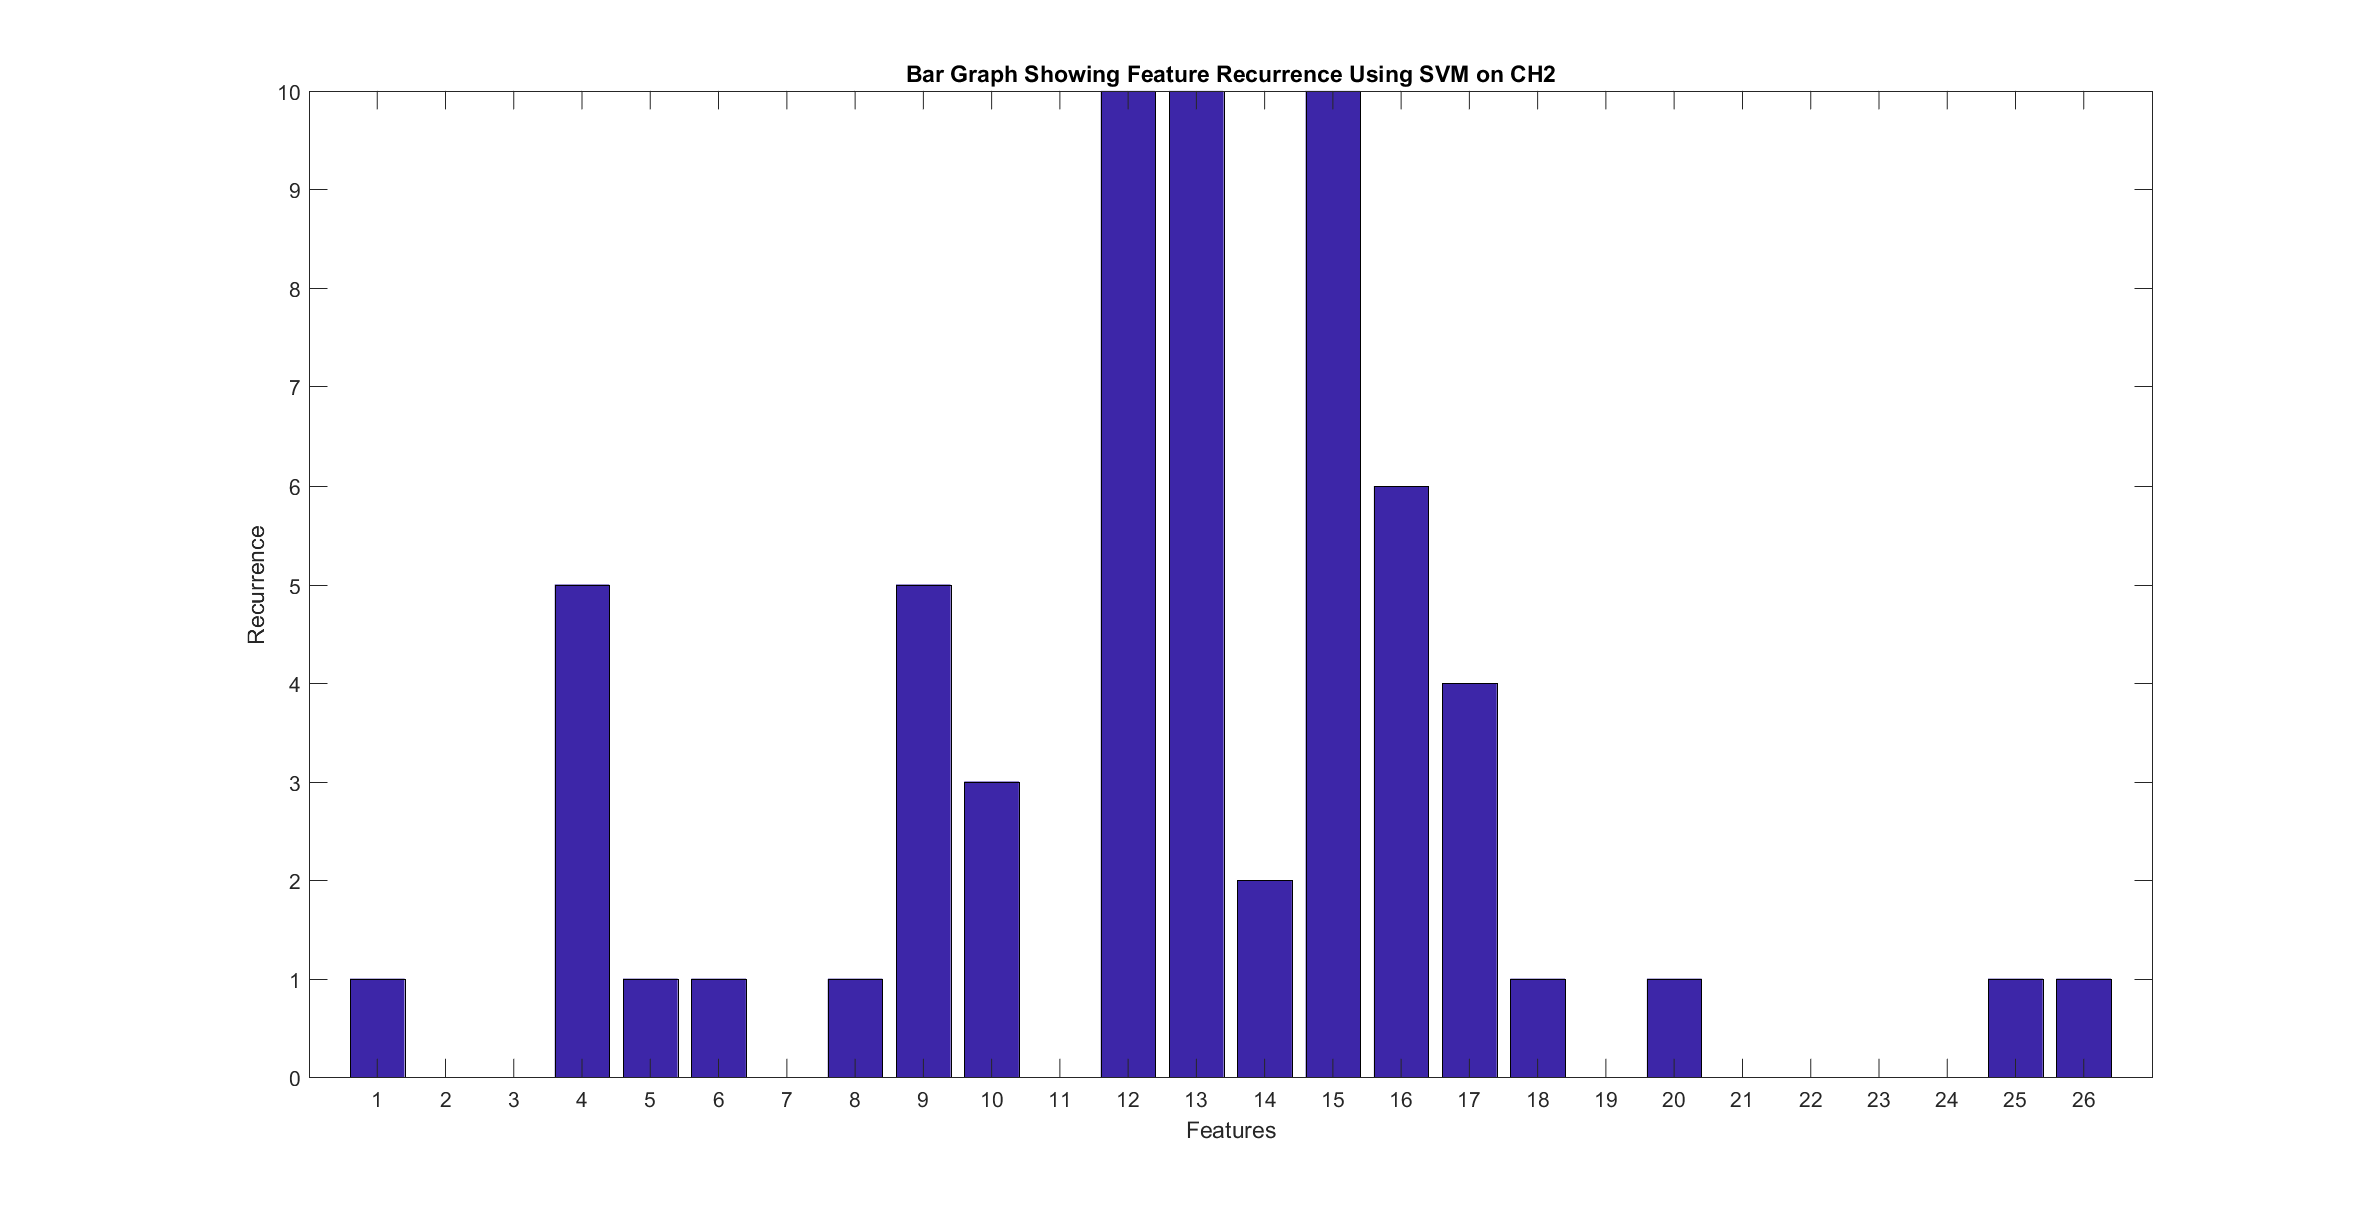 Bar Graph Showing Feature Recurrence Using SVM on CH2
10
9
8
7
6
5
4
3
2
1
0
Recurrence
1 2 3 4 5 6 7 8 9 10 11 12 13 14 15 16 17 18 19 20 21 22 23 24 25 26
Features